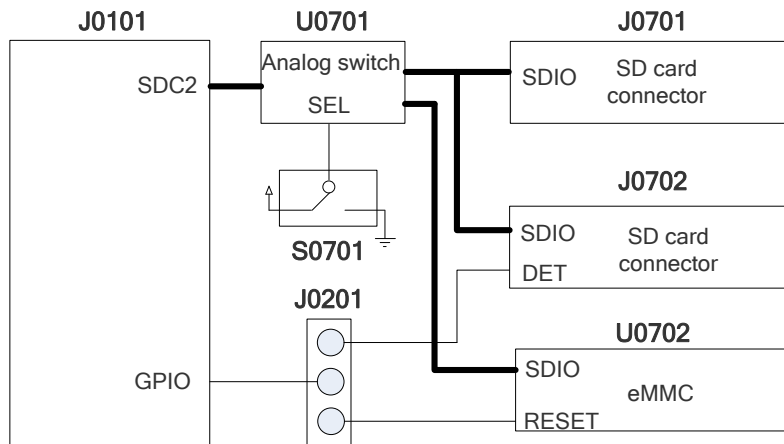 J0101
U0701
J0701
SDC2
Analog switch
SEL
SDIO
SD card
connector
S0701
J0702
SDIO
SD card
connector
DET
J0201
U0702
GPIO
SDIO
eMMC
RESET